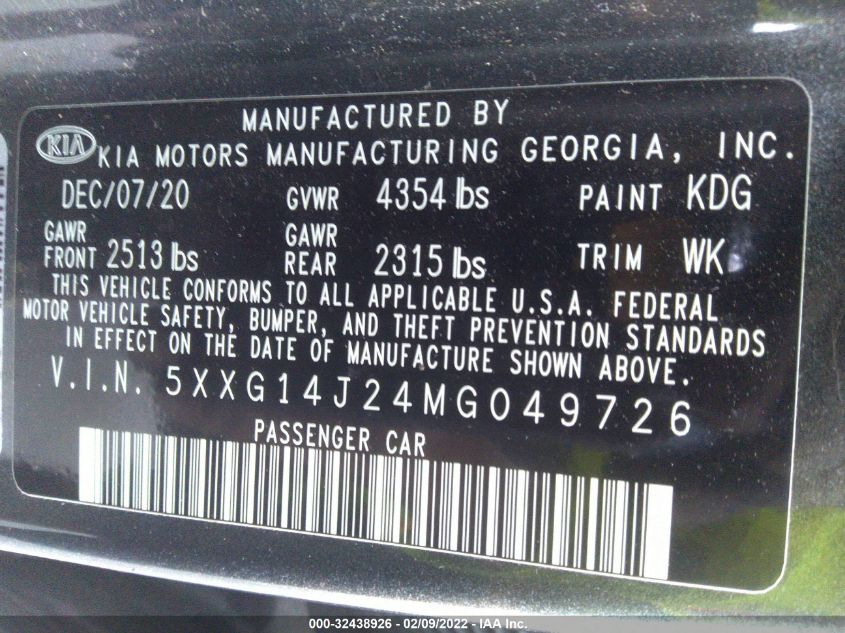 MANUFACTURED BY
KIA KIA MOTORS MANUFACTURING GEORGIA, INC.
DEC/07/20 GVWR 4354 lbs PAINT KDG
GAWR FRONT 2513 lbs GAWR REAR 2315 lbs TRIM WK
THIS VEHICLE CONFORMS TO ALL APPLICABLE U.S.A. FEDERAL
MOTOR VEHICLE SAFETY, BUMPER, AND THEFT PREVENTION STANDARDS
IN EFFECT ON THE DATE OF MANUFACTURE SHOWN ABOVE.
V.I.N. 5XXG14J24MG049726
PASSENGER CAR
000-32438926 - 02/09/2022 - IAA Inc.